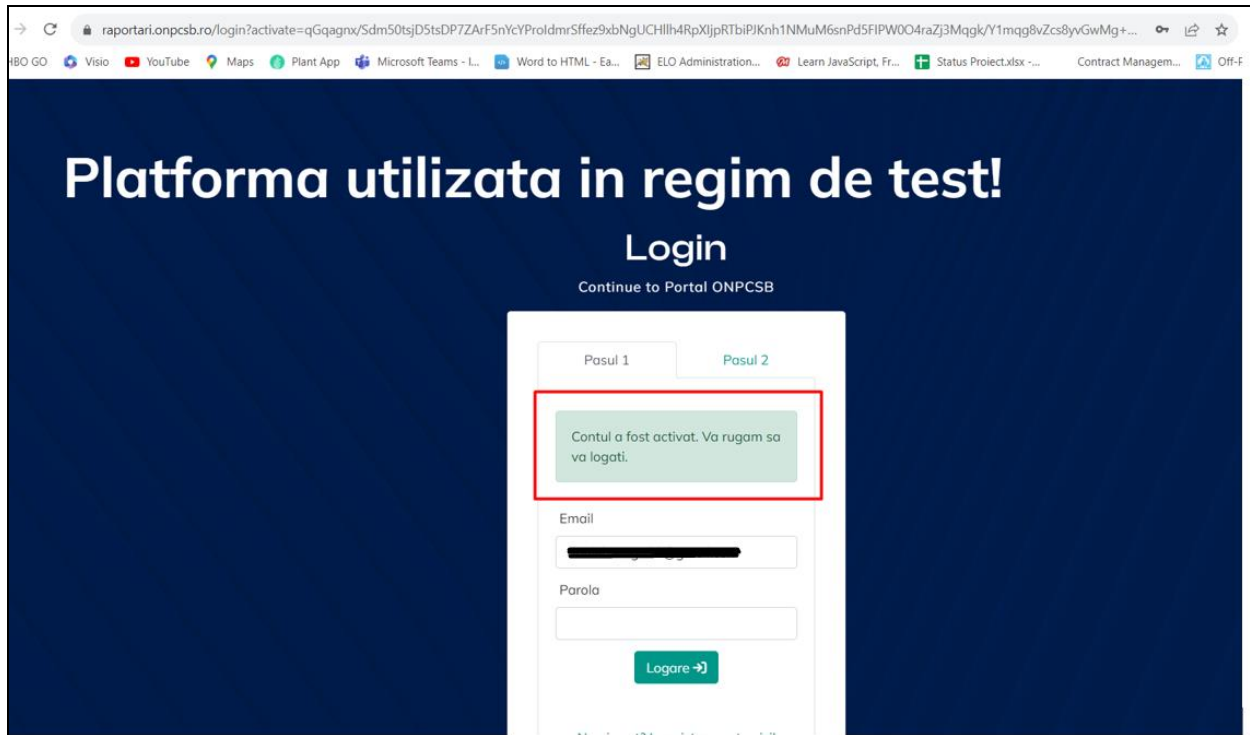 raportari.onpcsb.ro/login?activate=qGqagnx/Sdm50tsjD5tsDP7ZArF5nYcYProIdmrSffez9xbNgUCHllh4RpXljpRTbiPJKnh1NMuM6snPd5FIPW0O4raZj3Mqgk/Y1mqg8vZcs8yvGwMg+...
HBO GO Visio YouTube Maps Plant App Microsoft Teams - I... Word to HTML - Ea... ELO Administration... Learn JavaScript, Fr... Status Proiect.xlsx -... Contract Managem... Off-F
Platforma utilizata in regim de test!
Login
Continue to Portal ONPCSB
Pasul 1 Pasul 2
Contul a fost activat. Va rugam sa
va logati.
Email
Parola
Logare